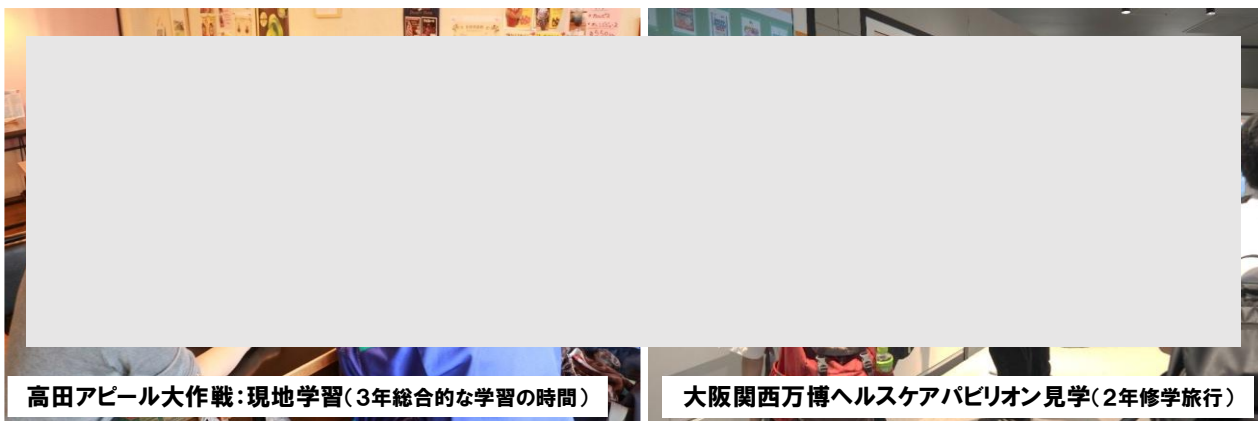 高田アピール大作戦：現地学習（３年総合的な学習の時間）
大阪関西万博ヘルスケアパビリオン見学（２年修学旅行）